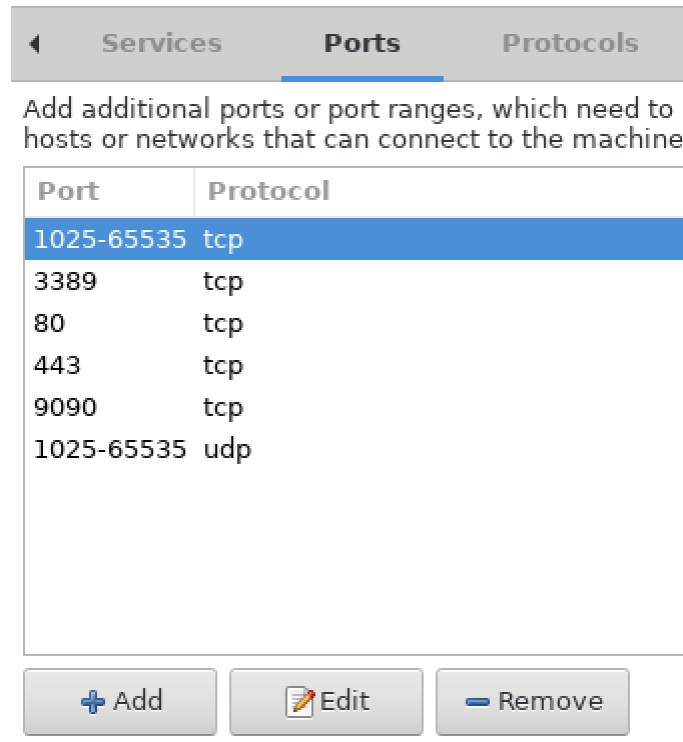 Services Ports Protocols
Add additional ports or port ranges, which need to
hosts or networks that can connect to the machine
Port Protocol
1025-65535 tcp
3389 tcp
80 tcp
443 tcp
9090 tcp
1025-65535 udp
Add Edit Remove